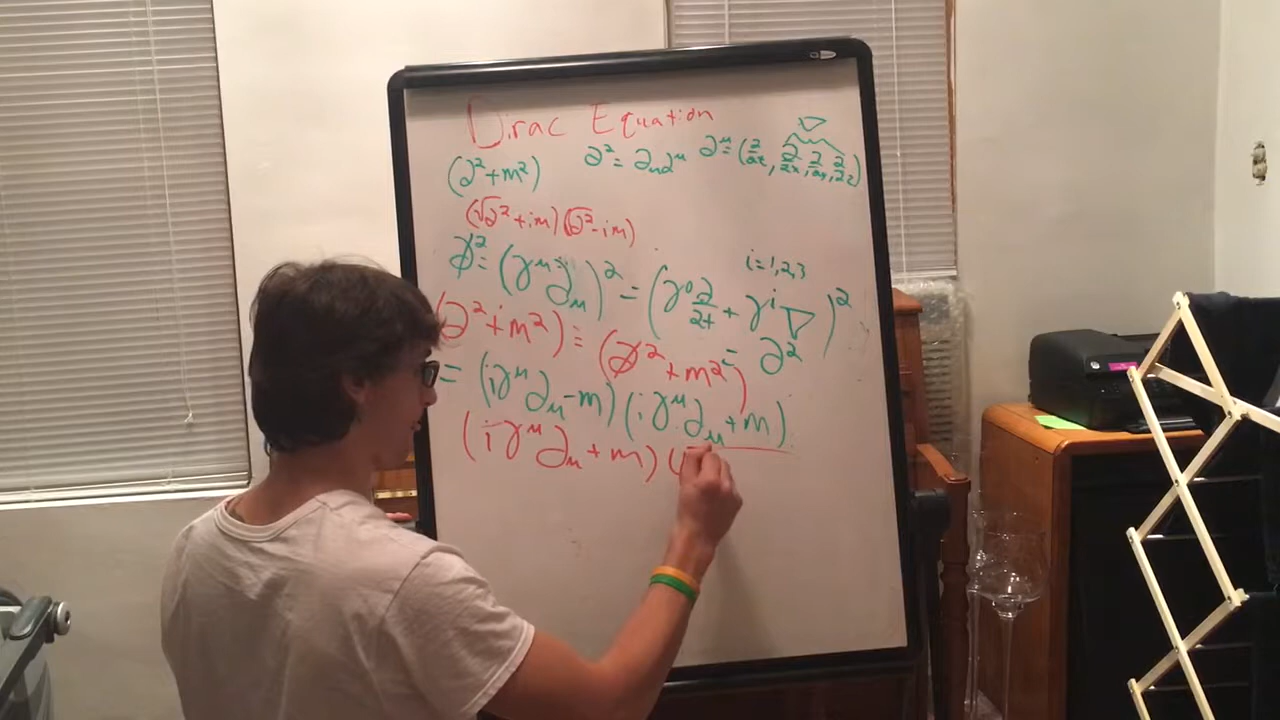 Dirac Equation
(∂²+m²) ∂²=∂_μ∂^μ ∂^μ=(∂/∂t, ∂/∂x, ∂/∂y, ∂/∂z) ∇
(√∂²+im)(√∂²-im)
∂̸²=(γ^μ∂_μ)²=(γ⁰∂/∂t+γ^i∇)² i=1,2,3
=∂²
(∂²+im²)=(∂̸²+m²)
=(iγ^μ∂_μ-m)(iγ^μ∂_μ+m)
(iγ^μ∂_μ+m)(